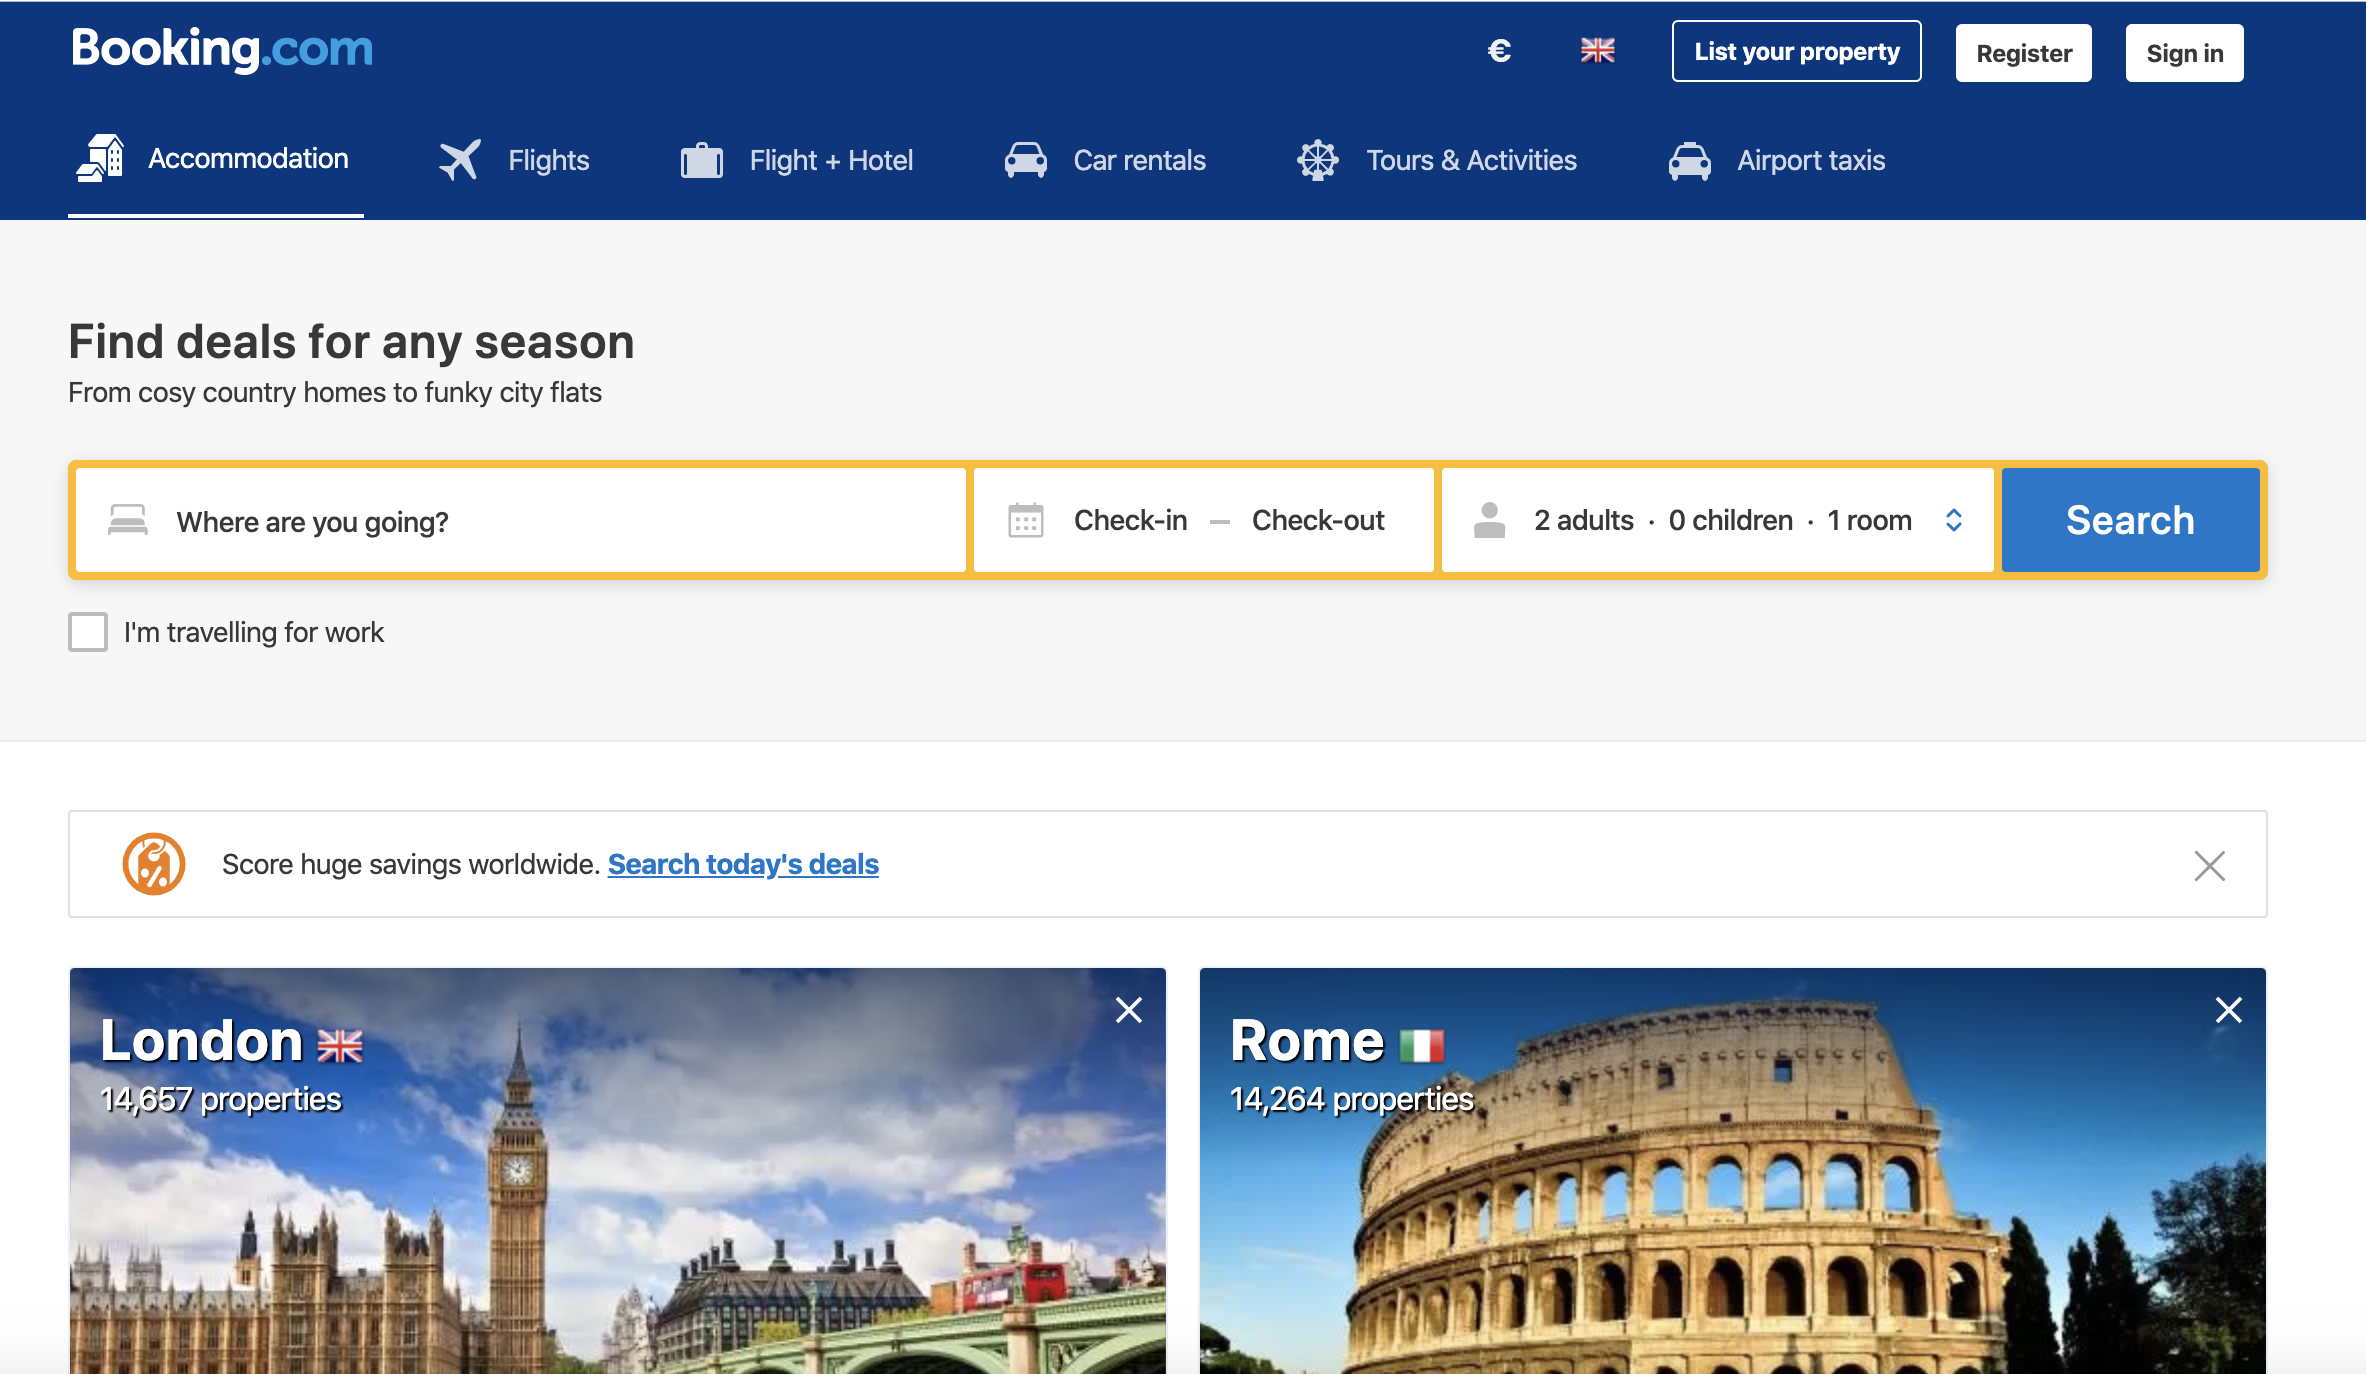 Booking.com
€
List your property
Register
Sign in
Accommodation
Flights
Flight + Hotel
Car rentals
Tours & Activities
Airport taxis
Find deals for any season
From cosy country homes to funky city flats
Where are you going?
Check-in — Check-out
2 adults · 0 children · 1 room
Search
I'm travelling for work
Score huge savings worldwide. Search today's deals
London
14,657 properties
Rome
14,264 properties